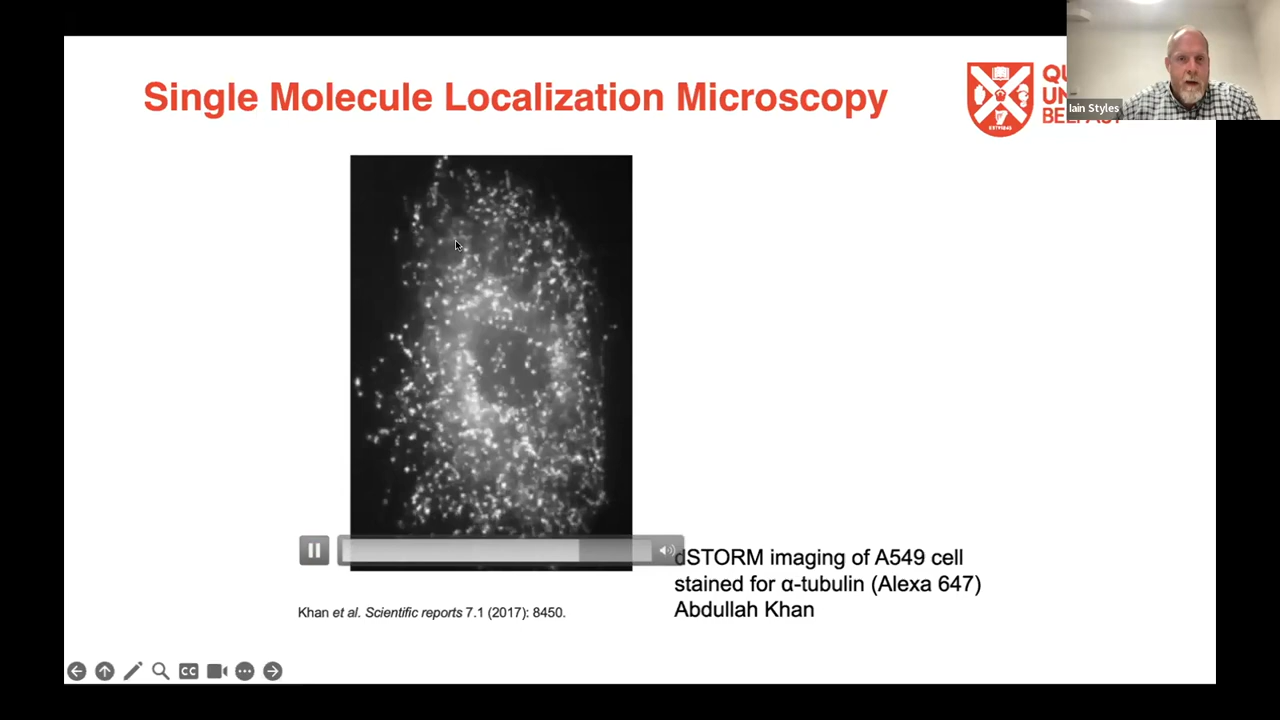 Single Molecule Localization Microscopy
Iain Styles
dSTORM imaging of A549 cell
stained for α-tubulin (Alexa 647)
Abdullah Khan
Khan et al. Scientific reports 7.1 (2017): 8450.
CC